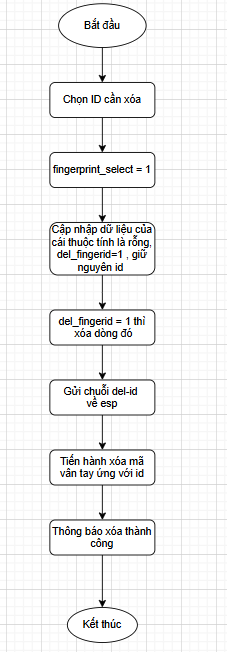 Bắt đầu
Chọn ID cần xóa
fingerprint_select = 1
Cập nhập dữ liệu của
cái thuộc tính là rỗng,
del_fingerid=1 , giữ
nguyên id
del_fingerid = 1 thì
xóa dòng đó
Gửi chuỗi del-id
về esp
Tiến hành xóa mã
vân tay ứng với id
Thông báo xóa thành
công
Kết thúc